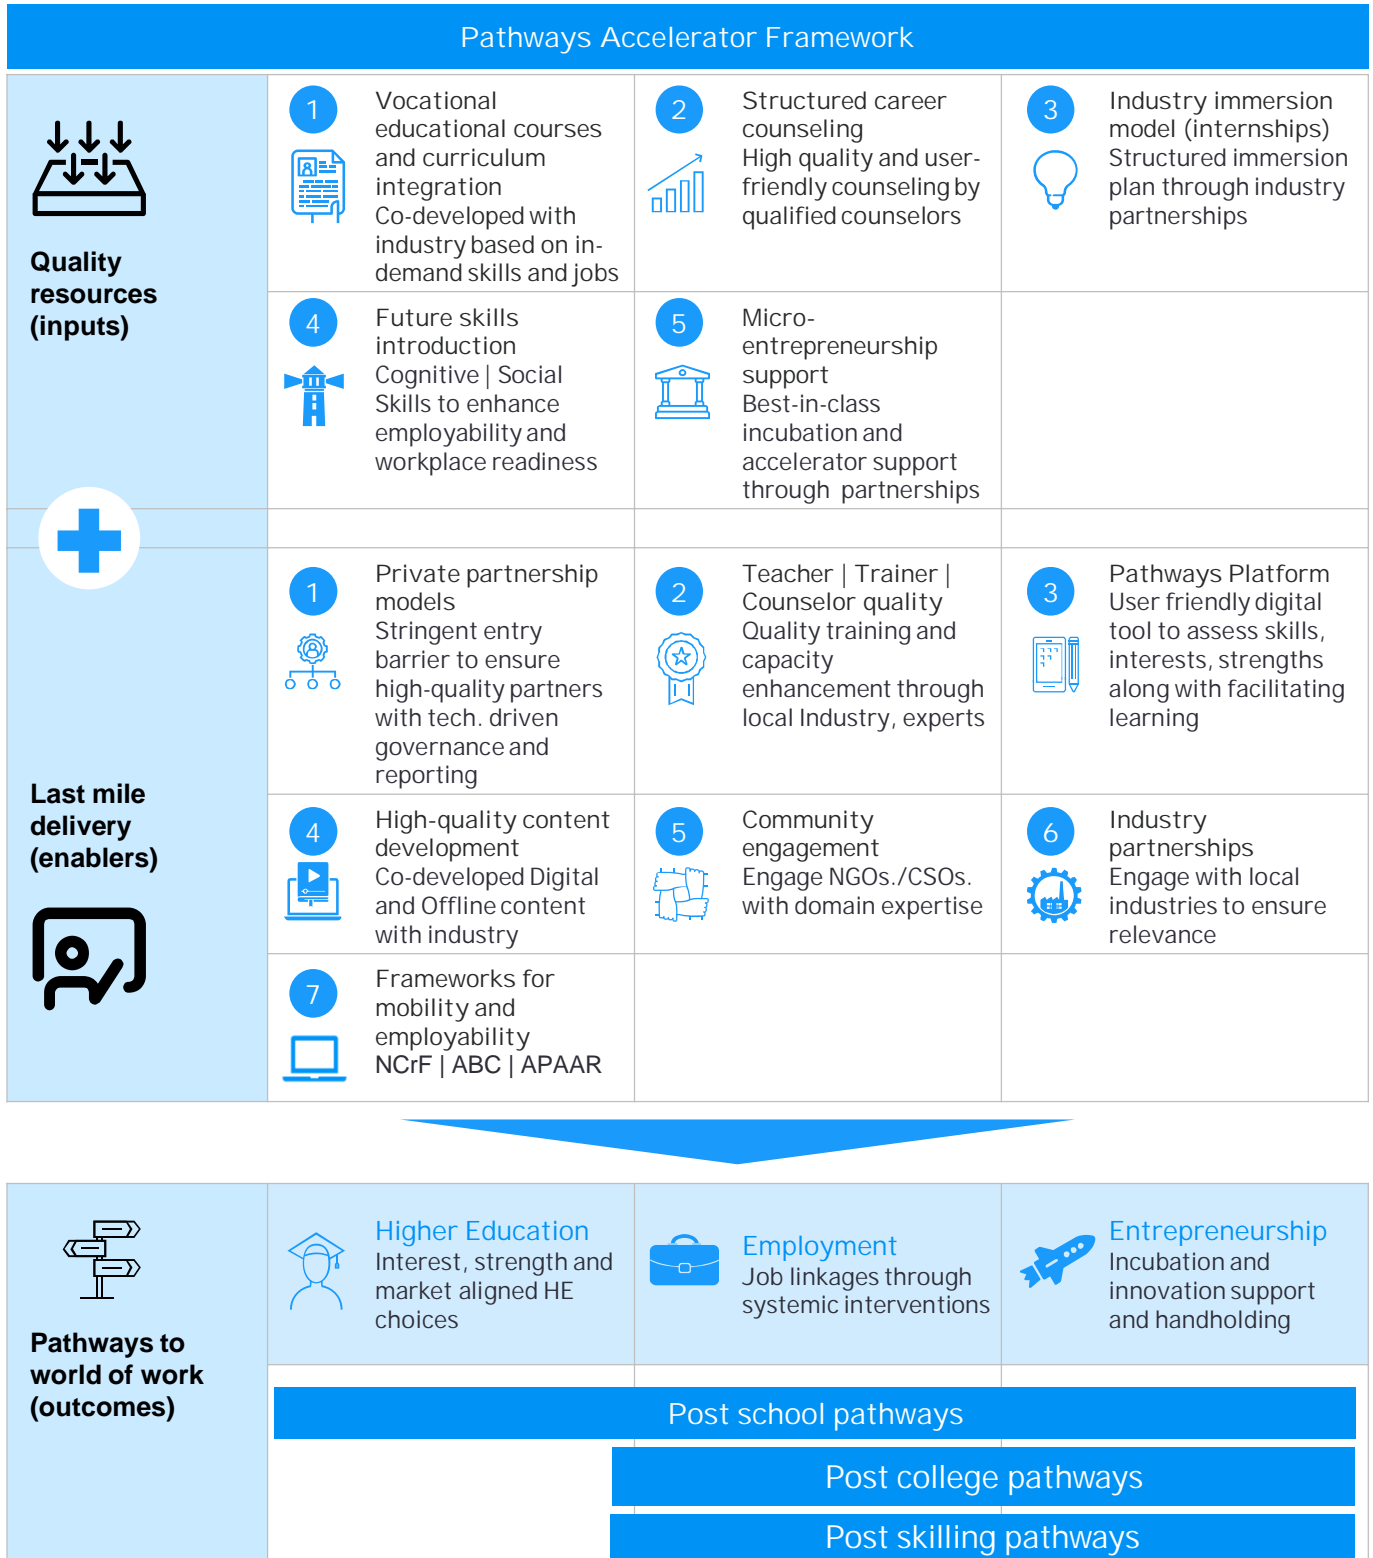 Pathways Accelerator Framework
Quality
resources
(inputs)
1
Vocational
educational courses
and curriculum
integration
Co-developed with
industry based on in-
demand skills and jobs
2
Structured career
counseling
High quality and user-
friendly counseling by
qualified counselors
3
Industry immersion
model (internships)
Structured immersion
plan through industry
partnerships
4
Future skills
introduction
Cognitive | Social
Skills to enhance
employability and
workplace readiness
5
Micro-
entrepreneurship
support
Best-in-class
incubation and
accelerator support
through partnerships
Last mile
delivery
(enablers)
1
Private partnership
models
Stringent entry
barrier to ensure
high-quality partners
with tech. driven
governance and
reporting
2
Teacher | Trainer |
Counselor quality
Quality training and
capacity
enhancement through
local Industry, experts
3
Pathways Platform
User friendly digital
tool to assess skills,
interests, strengths
along with facilitating
learning
4
High-quality content
development
Co-developed Digital
and Offline content
with industry
5
Community
engagement
Engage NGOs./CSOs.
with domain expertise
6
Industry
partnerships
Engage with local
industries to ensure
relevance
7
Frameworks for
mobility and
employability
NCrF | ABC | APAAR
Pathways to
world of work
(outcomes)
Higher Education
Interest, strength and
market aligned HE
choices
Employment
Job linkages through
systemic interventions
Entrepreneurship
Incubation and
innovation support
and handholding
Post school pathways
Post college pathways
Post skilling pathways